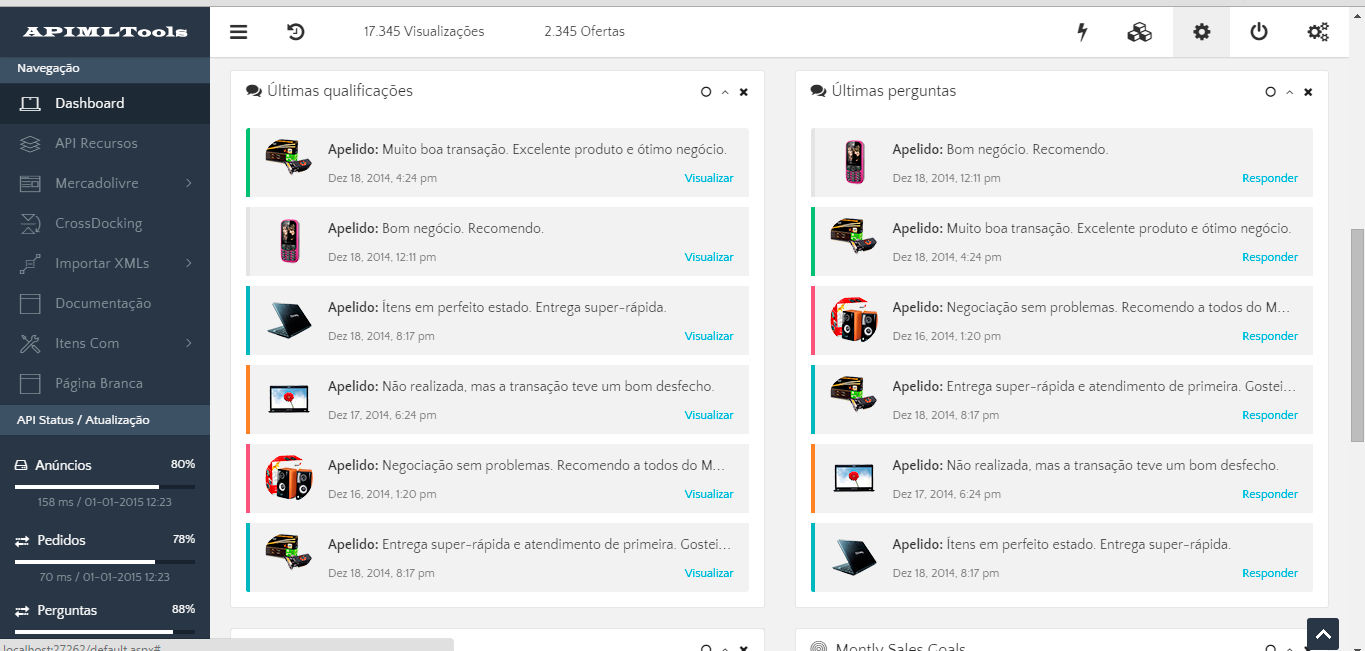 APIMLTools
17.345 Visualizações
2.345 Ofertas
Navegação
Dashboard
API Recursos
Mercadolivre
CrossDocking
Importar XMLs
Documentação
Itens Com
Página Branca
API Status / Atualização
Anúncios 80%
158 ms / 01-01-2015 12:23
Pedidos 78%
70 ms / 01-01-2015 12:23
Perguntas 88%
localhost:27262/default.aspx#
Últimas qualificações
Apelido: Muito boa transação. Excelente produto e ótimo negócio.
Dez 18, 2014, 4:24 pm Visualizar
Apelido: Bom negócio. Recomendo.
Dez 18, 2014, 12:11 pm Visualizar
Apelido: Ítens em perfeito estado. Entrega super-rápida.
Dez 18, 2014, 8:17 pm Visualizar
Apelido: Não realizada, mas a transação teve um bom desfecho.
Dez 17, 2014, 6:24 pm Visualizar
Apelido: Negociação sem problemas. Recomendo a todos do M...
Dez 16, 2014, 1:20 pm Visualizar
Apelido: Entrega super-rápida e atendimento de primeira. Gostei...
Dez 18, 2014, 8:17 pm Visualizar
Últimas perguntas
Apelido: Bom negócio. Recomendo.
Dez 18, 2014, 12:11 pm Responder
Apelido: Muito boa transação. Excelente produto e ótimo negócio.
Dez 18, 2014, 4:24 pm Responder
Apelido: Negociação sem problemas. Recomendo a todos do M...
Dez 16, 2014, 1:20 pm Responder
Apelido: Entrega super-rápida e atendimento de primeira. Gostei...
Dez 18, 2014, 8:17 pm Responder
Apelido: Não realizada, mas a transação teve um bom desfecho.
Dez 17, 2014, 6:24 pm Responder
Apelido: Ítens em perfeito estado. Entrega super-rápida.
Dez 18, 2014, 8:17 pm Responder
Montly Sales Goals